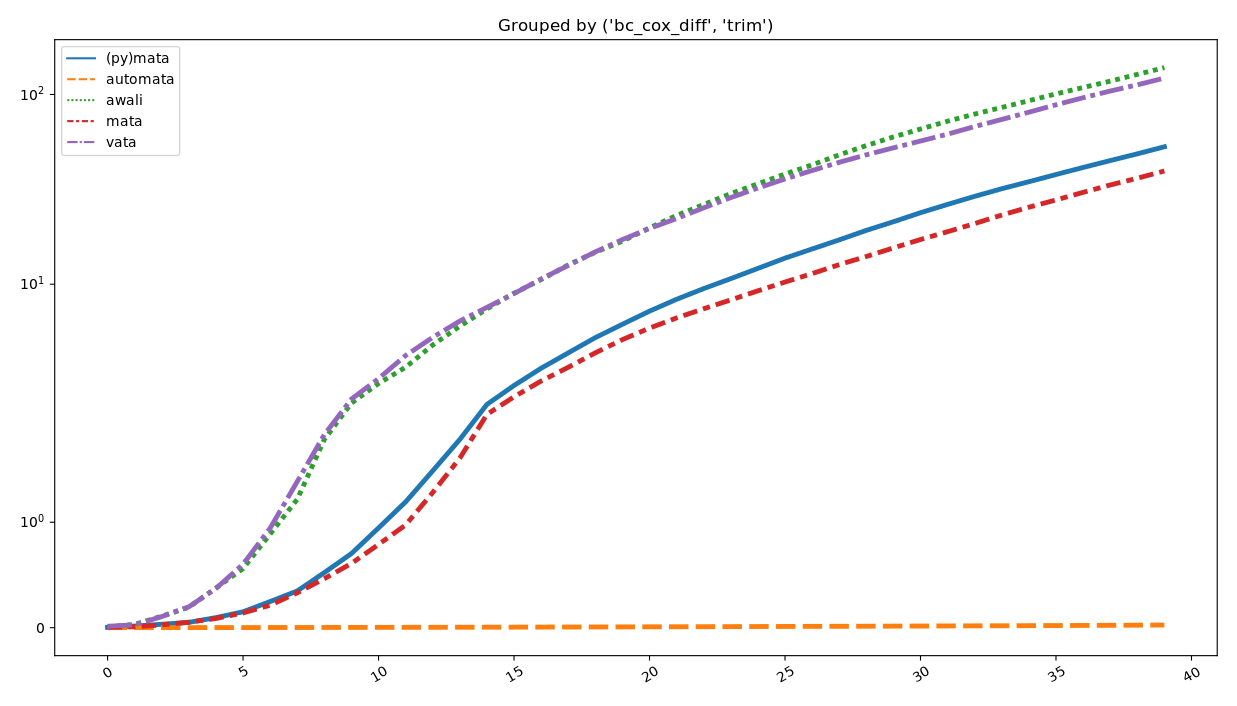 Grouped by ('bc_cox_diff', 'trim')
(py)mata
automata
awali
mata
vata
10²
10¹
10⁰
0
0 5 10 15 20 25 30 35 40